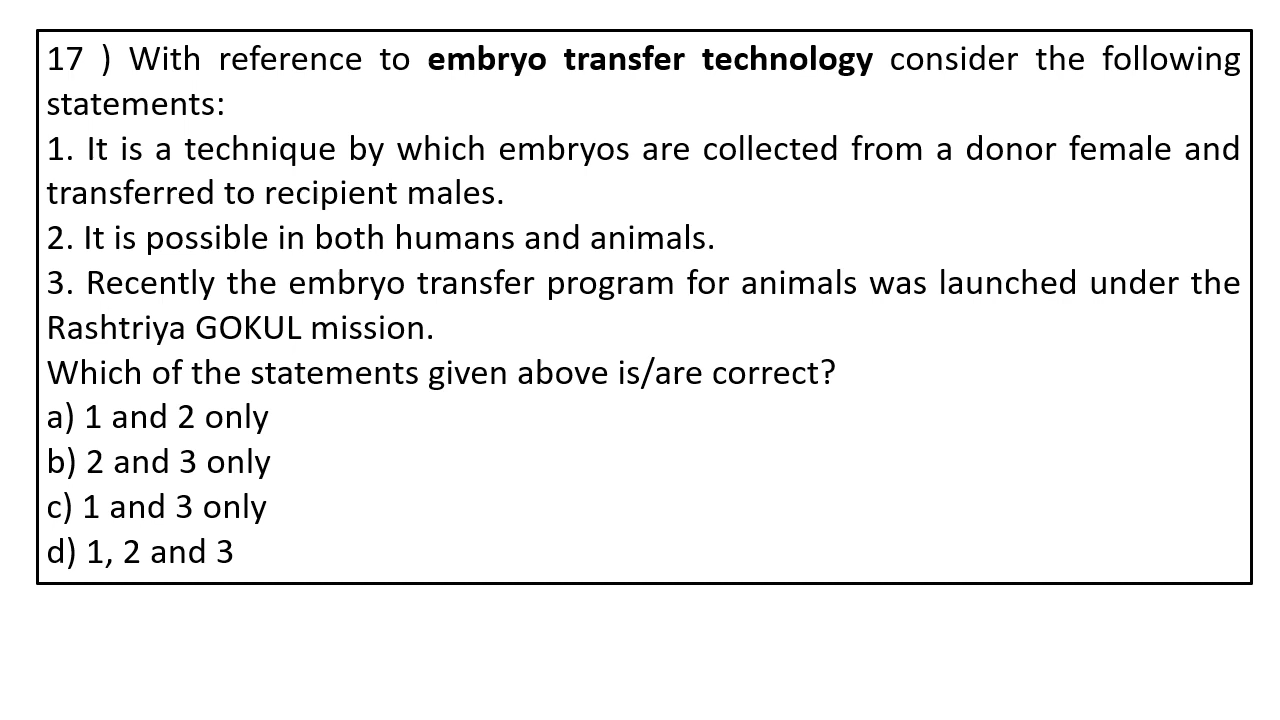 17 ) With reference to embryo transfer technology consider the following
statements:
1. It is a technique by which embryos are collected from a donor female and
transferred to recipient males.
2. It is possible in both humans and animals.
3. Recently the embryo transfer program for animals was launched under the
Rashtriya GOKUL mission.
Which of the statements given above is/are correct?
a) 1 and 2 only
b) 2 and 3 only
c) 1 and 3 only
d) 1, 2 and 3